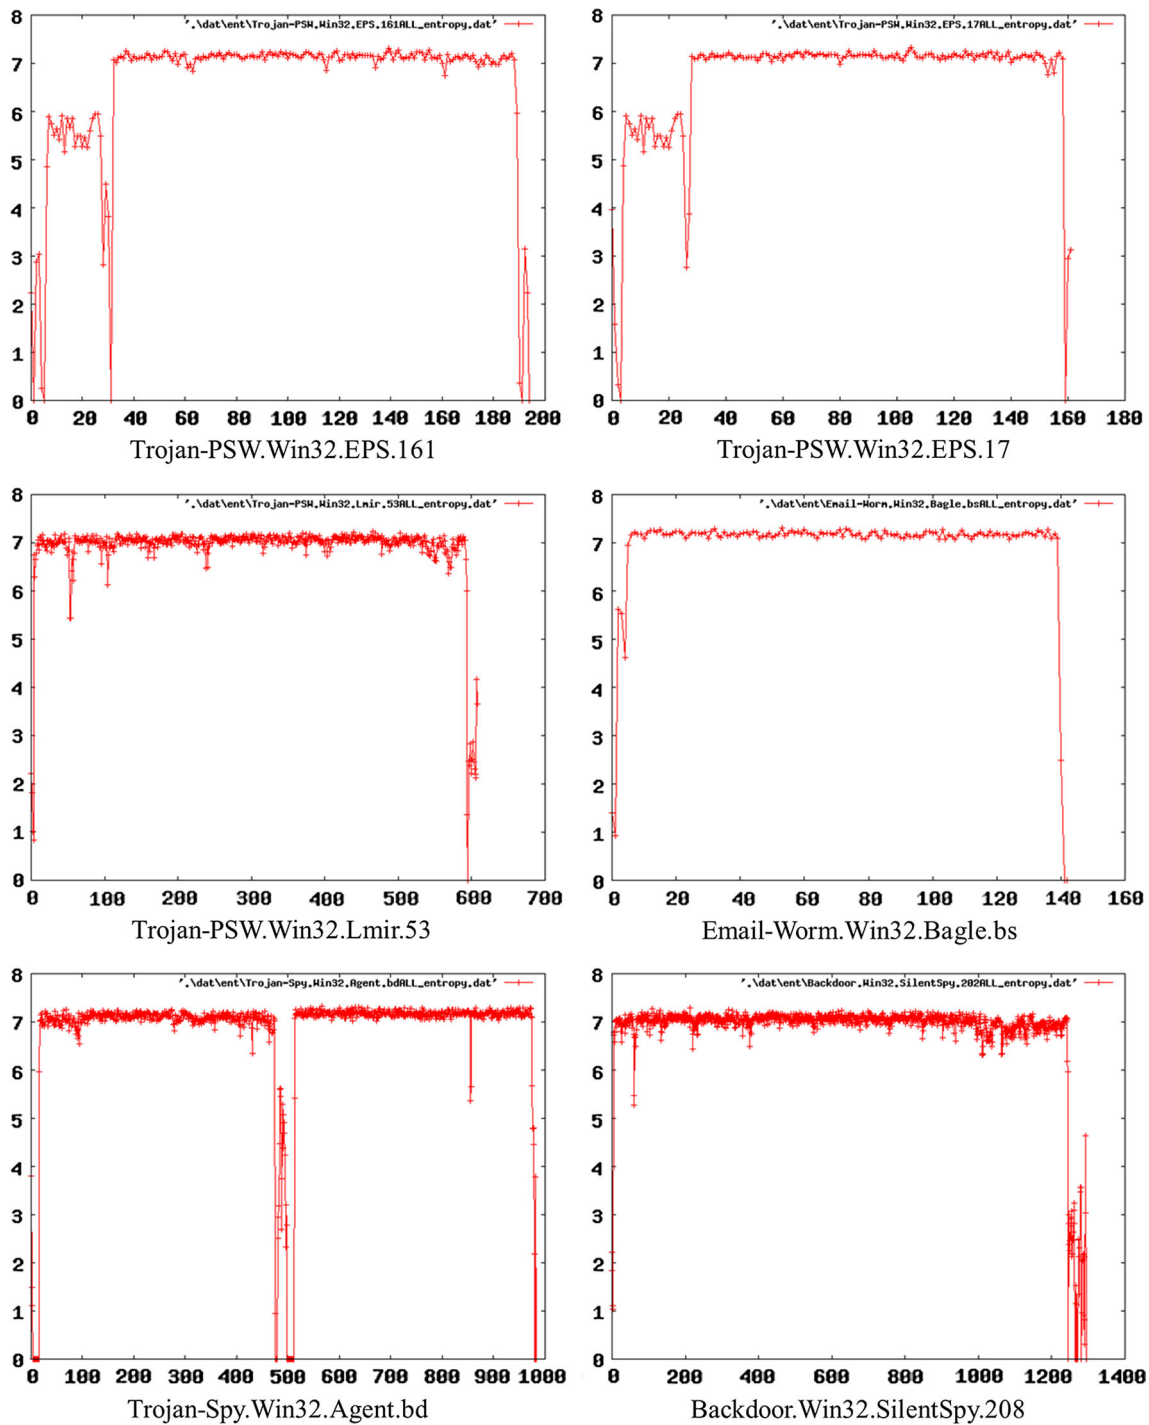 8 '.\dat\ent\Trojan-PSW.Win32.EPS.161ALL_entropy.dat'
7
6
5
4
3
2
1
0
0 20 40 60 80 100 120 140 160 180 200
Trojan-PSW.Win32.EPS.161
8 '.\dat\ent\Trojan-PSW.Win32.EPS.17ALL_entropy.dat'
7
6
5
4
3
2
1
0
0 20 40 60 80 100 120 140 160 180
Trojan-PSW.Win32.EPS.17
8 '.\dat\ent\Trojan-PSW.Win32.Lmir.53ALL_entropy.dat'
7
6
5
4
3
2
1
0
0 100 200 300 400 500 600 700
Trojan-PSW.Win32.Lmir.53
8 '.\dat\ent\Email-Worm.Win32.Bagle.bsALL_entropy.dat'
7
6
5
4
3
2
1
0
0 20 40 60 80 100 120 140 160
Email-Worm.Win32.Bagle.bs
8 '.\dat\ent\Trojan-Spy.Win32.Agent.bdALL_entropy.dat'
7
6
5
4
3
2
1
0
0 100 200 300 400 500 600 700 800 900 1000
Trojan-Spy.Win32.Agent.bd
8 '.\dat\ent\Backdoor.Win32.SilentSpy.202ALL_entropy.dat'
7
6
5
4
3
2
1
0
0 200 400 600 800 1000 1200 1400
Backdoor.Win32.SilentSpy.208